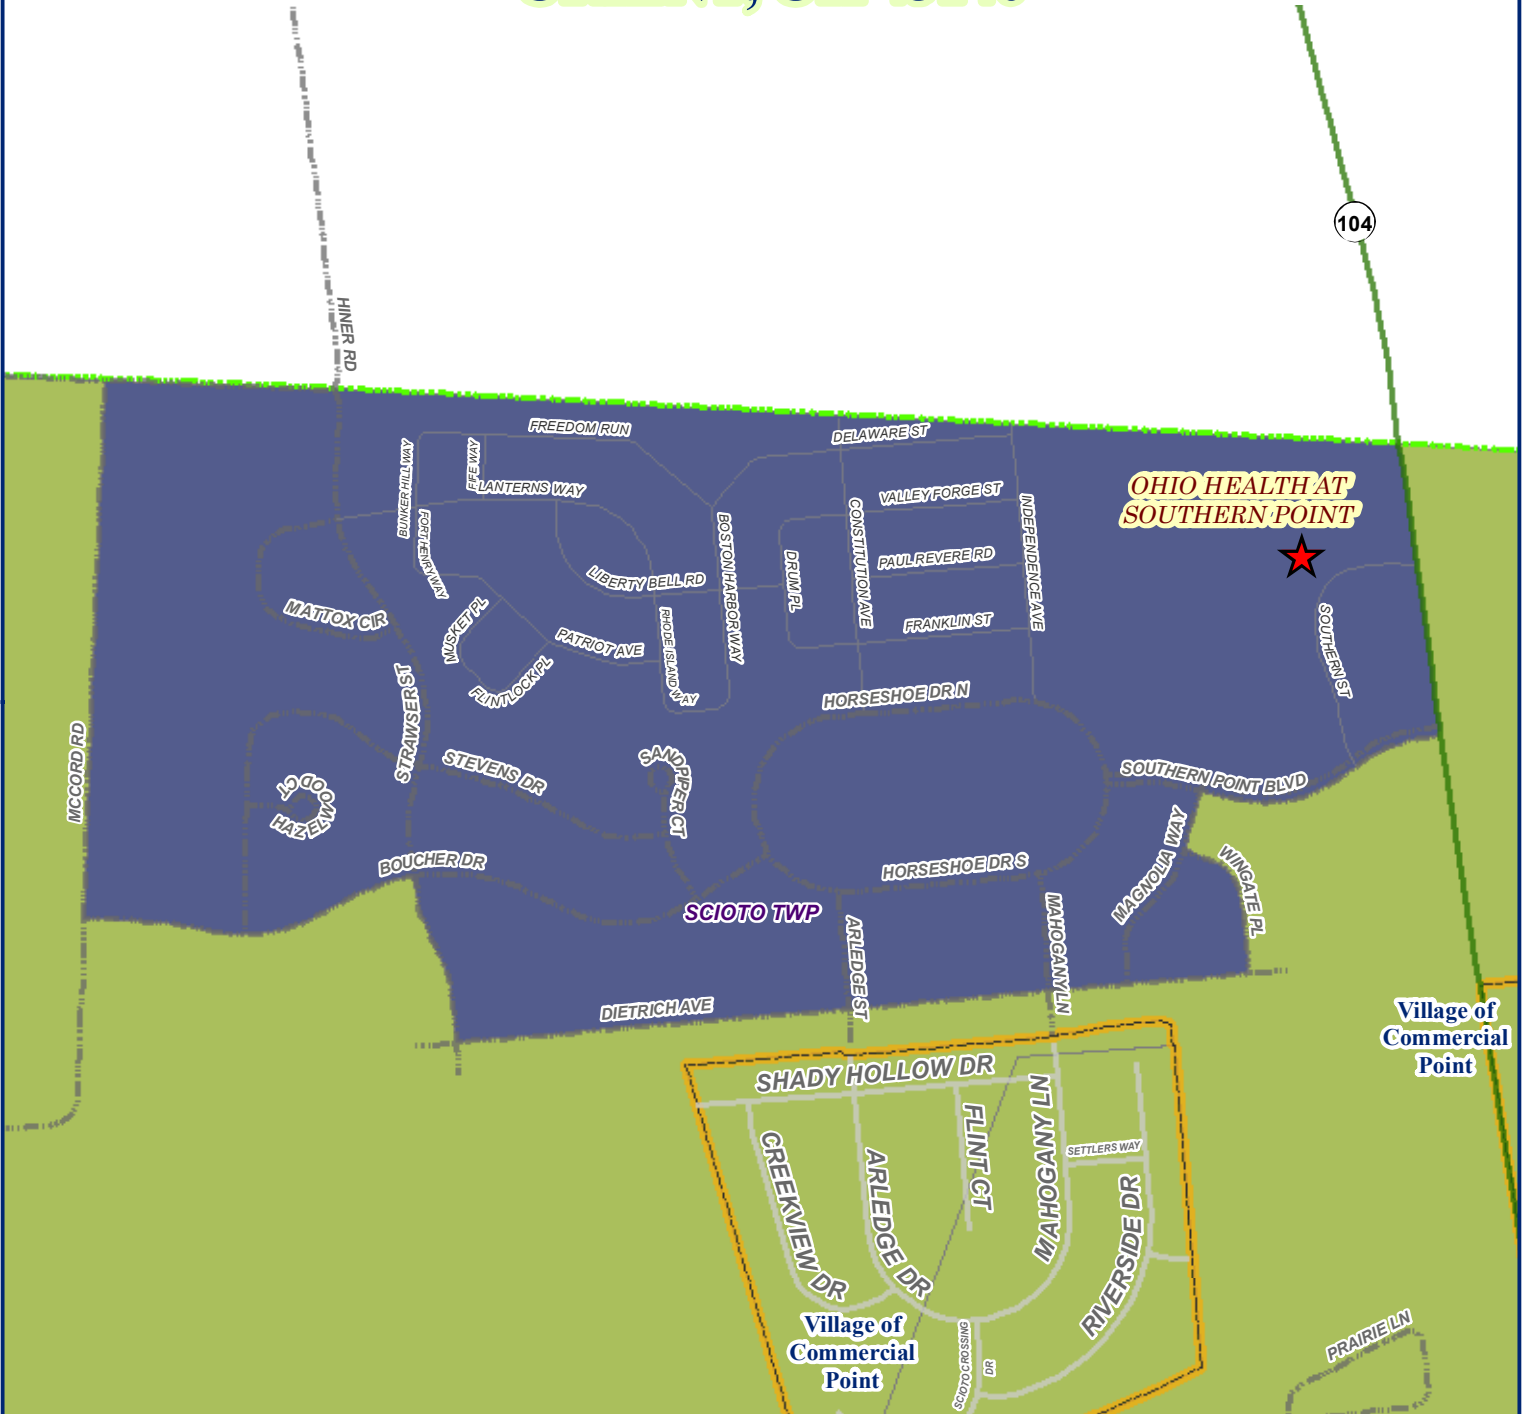 104
HINER RD
FREEDOM RUN
DELAWARE ST
BUNKER HILL WAY
FIFE WAY
LANTERNS WAY
VALLEY FORGE ST
OHIO HEALTH AT
SOUTHERN POINT
FORT HENRY WAY
BOSTON HARBOR WAY
CONSTITUTION AVE
INDEPENDENCE AVE
LIBERTY BELL RD
DRUM PL
PAUL REVERE RD
MATTOX CIR
MUSKET PL
PATRIOT AVE
RHODE ISLAND WAY
FRANKLIN ST
SOUTHERN ST
FLINTLOCK PL
STRAWSER ST
HORSESHOE DR N
MCCORD RD
STEVENS DR
SANDPIPER CT
SOUTHERN POINT BLVD
HAZELWOOD CT
BOUCHER DR
HORSESHOE DR S
MAGNOLIA WAY
WINGATE PL
SCIOTO TWP
ARLEDGE ST
MAHOGANY LN
DIETRICH AVE
Village of
Commercial
Point
SHADY HOLLOW DR
CREEKVIEW DR
ARLEDGE DR
FLINT CT
MAHOGANY LN
SETTLERS WAY
RIVERSIDE DR
Village of
Commercial
Point
SCIOTO CROSSING
DR
PRAIRIE LN